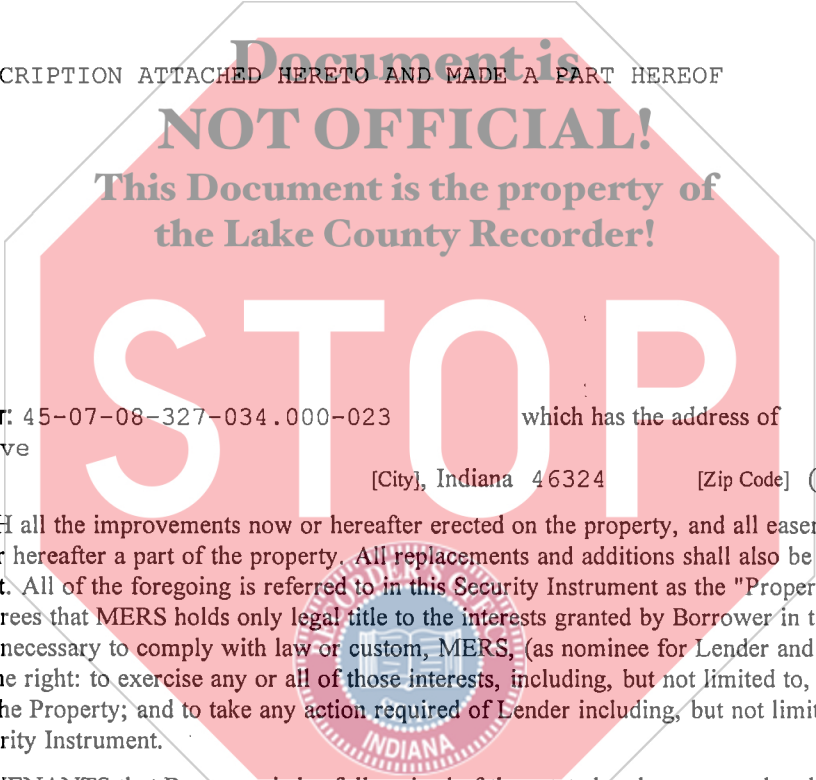 Document is
CRIPTION ATTACHED HERETO AND MADE A PART HEREOF
NOT OFFICIAL!
This Document is the property of
the Lake County Recorder!
STOP
r: 45-07-08-327-034.000-023 which has the address of
ve
[City], Indiana 46324 [Zip Code] (
H all the improvements now or hereafter erected on the property, and all easer
r hereafter a part of the property. All replacements and additions shall also be
t. All of the foregoing is referred to in this Security Instrument as the "Proper
rees that MERS holds only legal title to the interests granted by Borrower in t
necessary to comply with law or custom, MERS, (as nominee for Lender and
ne right: to exercise any or all of those interests, including, but not limited to,
he Property; and to take any action required of Lender including, but not limit
rity Instrument.
INDIANA